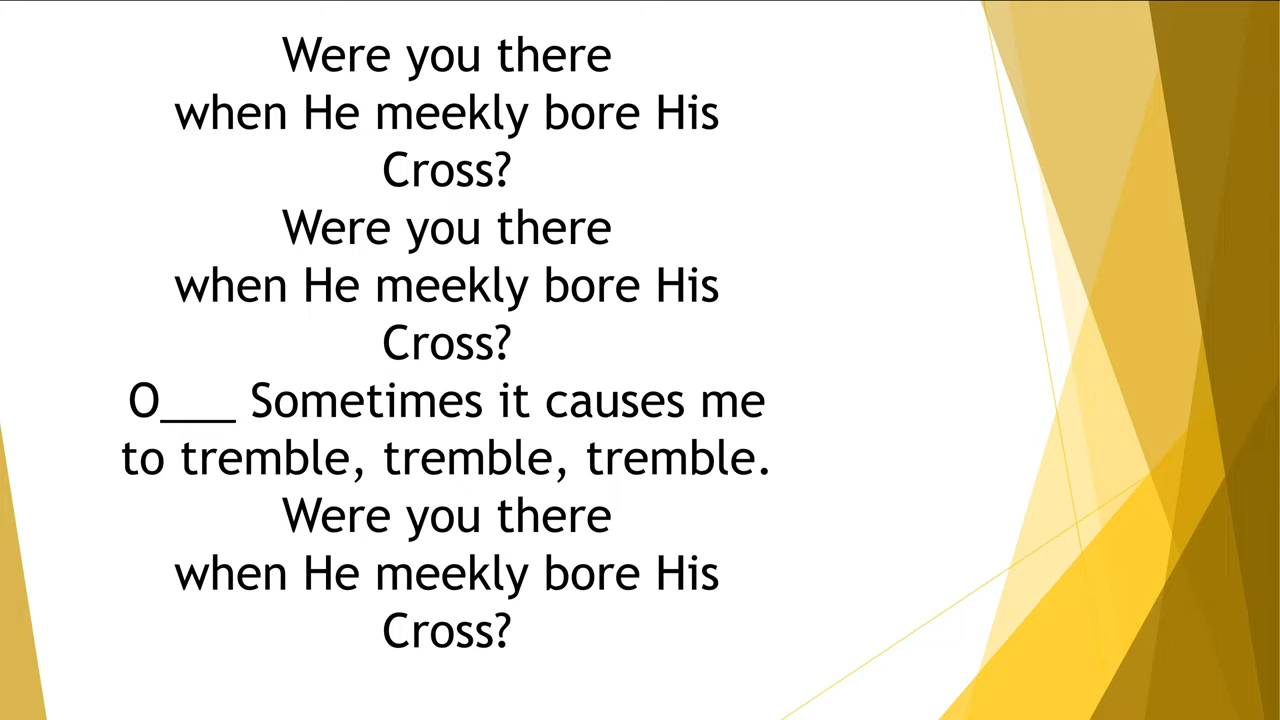 Were you there
when He meekly bore His
Cross?
Were you there
when He meekly bore His
Cross?
O___ Sometimes it causes me
to tremble, tremble, tremble.
Were you there
when He meekly bore His
Cross?